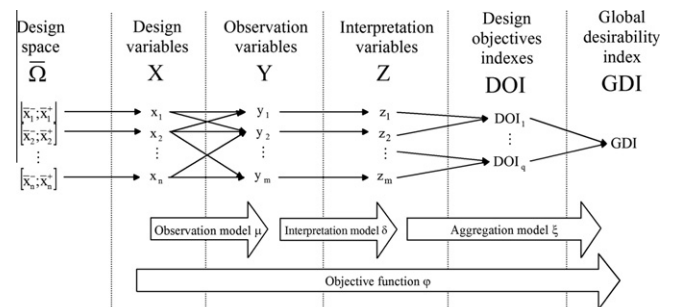 Design space
Ω̅
Design variables
X
Observation variables
Y
Interpretation variables
Z
Design objectives indexes
DOI
Global desirability index
GDI
[x̅₁⁻;x̅₁⁺]
x₁
y₁
z₁
DOI₁
[x̅₂⁻;x̅₂⁺]
x₂
y₂
z₂
GDI
⋮
⋮
⋮
⋮
⋮
[x̅ₙ⁻;x̅ₙ⁺]
xₙ
yₘ
zₘ
DOI_q
Observation model μ
Interpretation model δ
Aggregation model ξ
Objective function φ